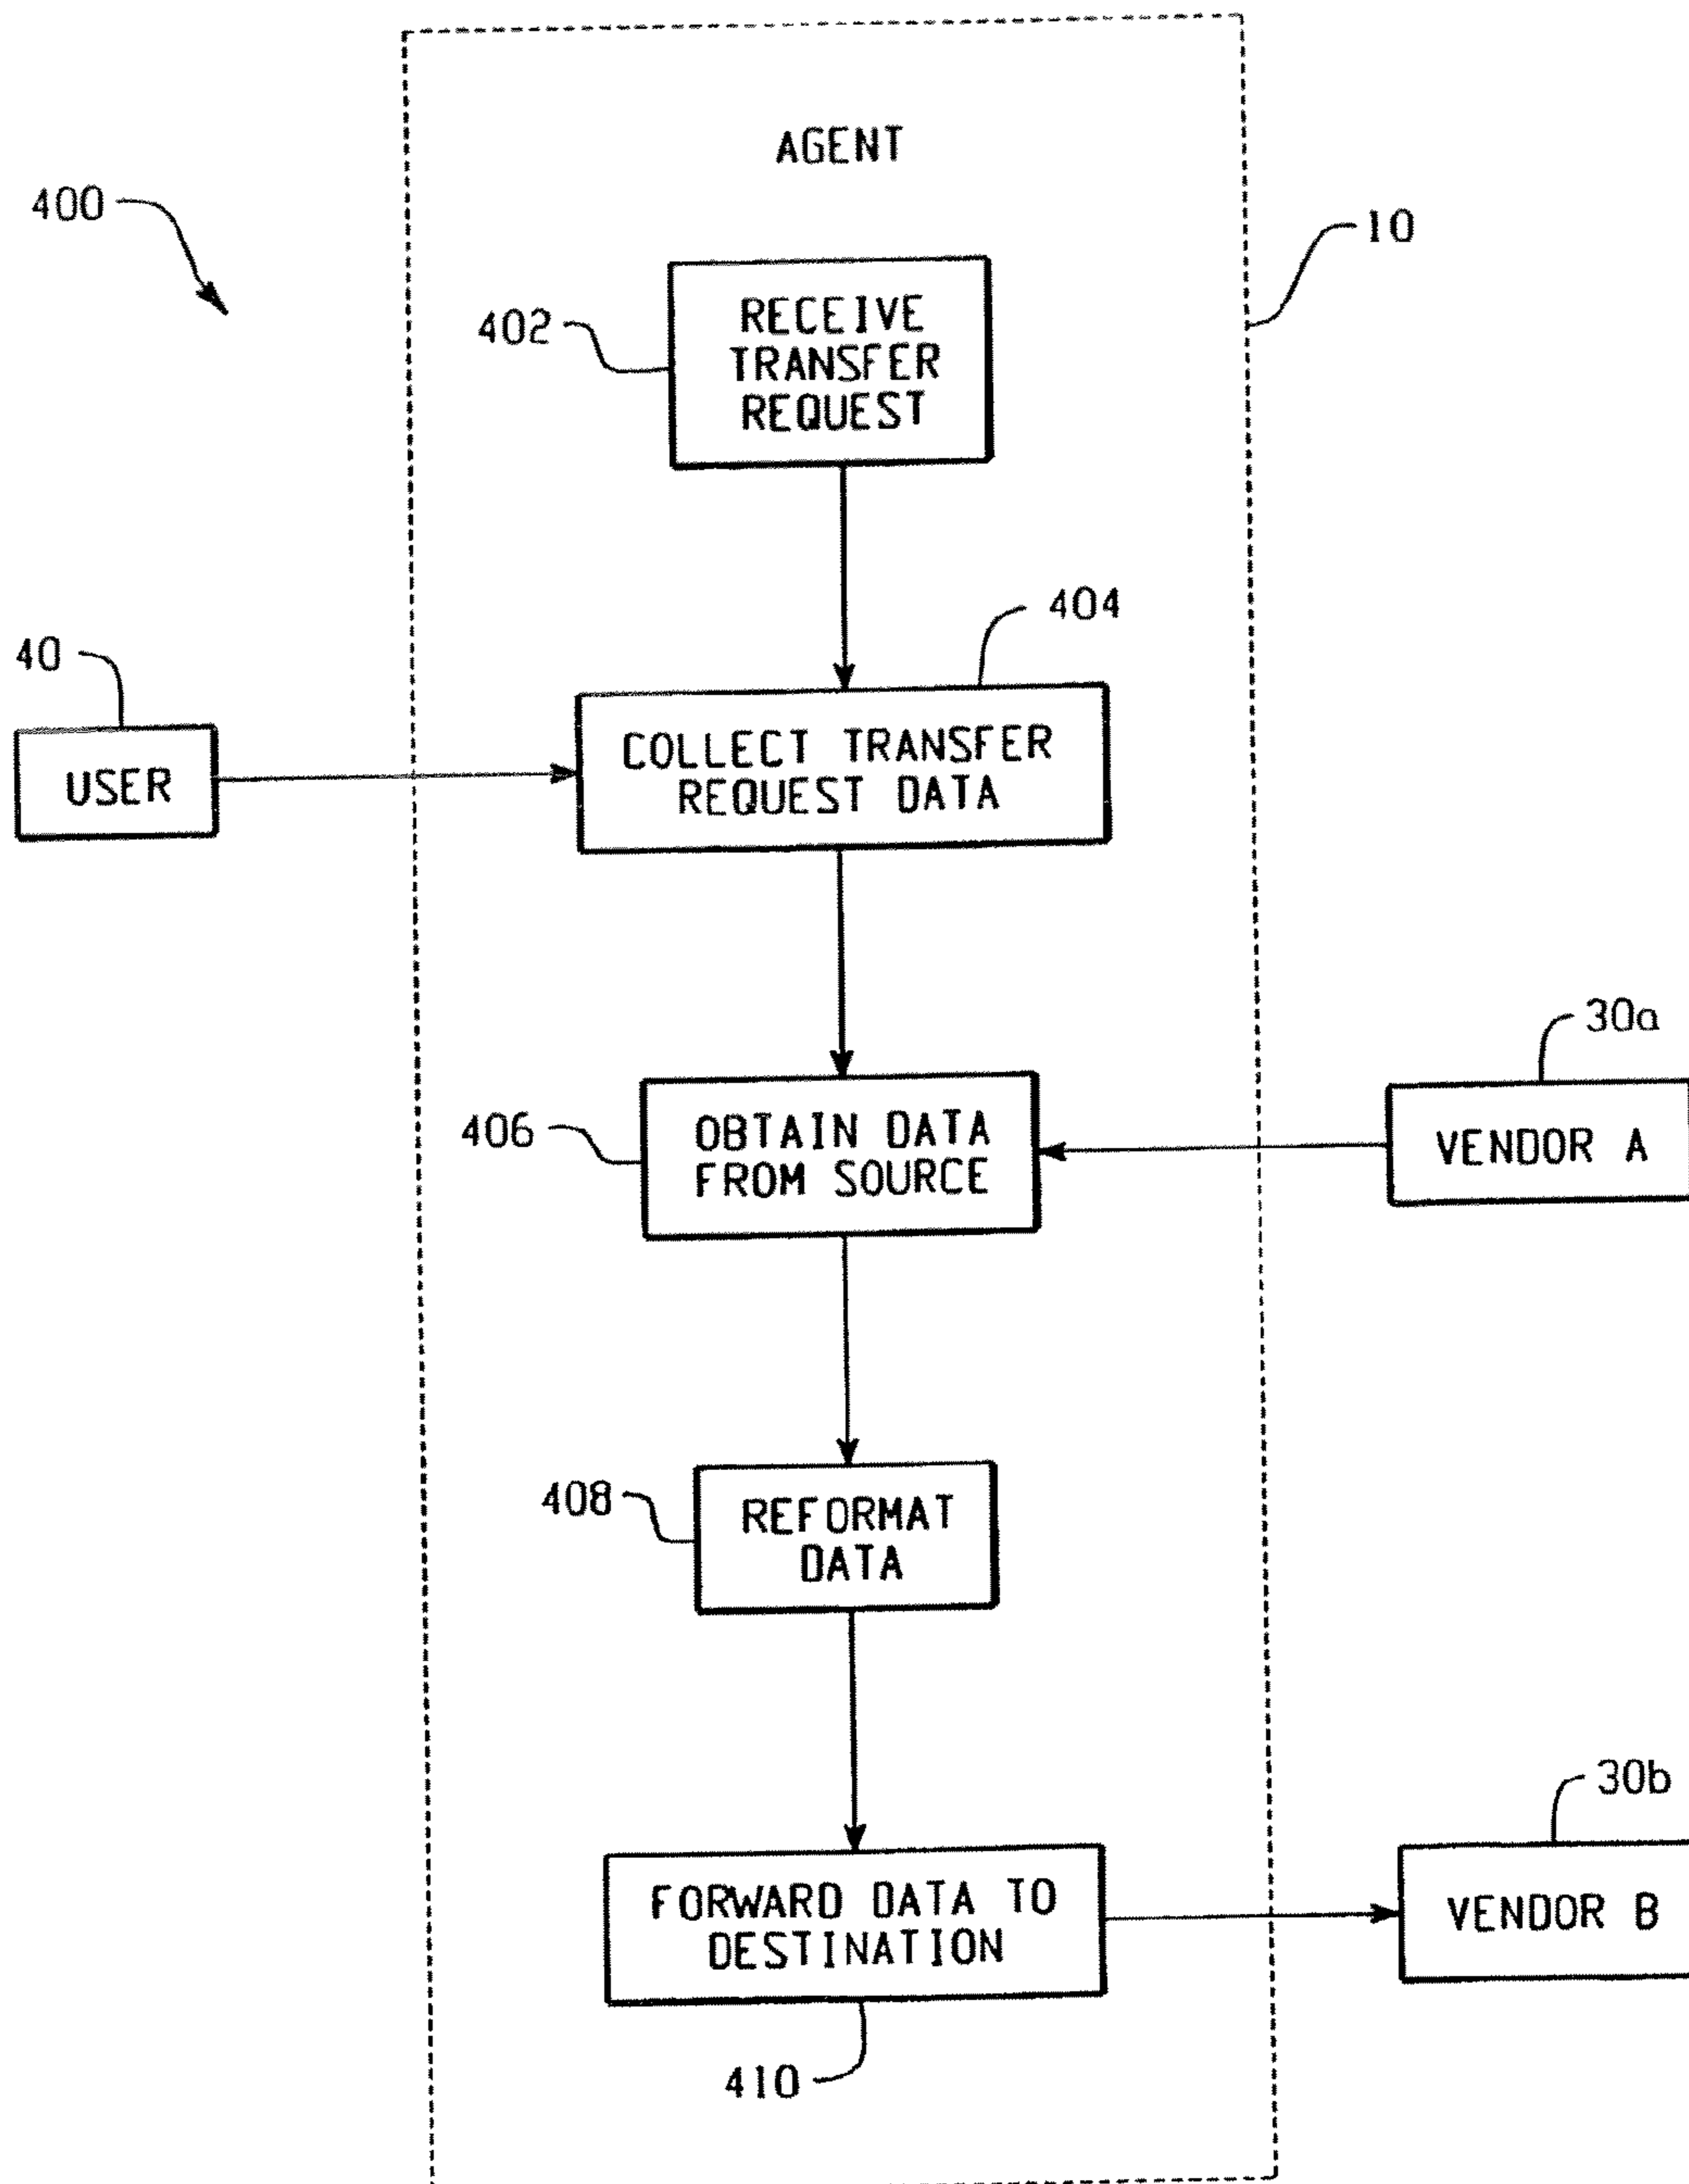 AGENT
400
10
402
RECEIVE
TRANSFER
REQUEST
404
40
COLLECT TRANSFER
REQUEST DATA
USER
30a
406
OBTAIN DATA
FROM SOURCE
VENDOR A
408
REFORMAT
DATA
30b
FORWARD DATA TO
DESTINATION
VENDOR B
410